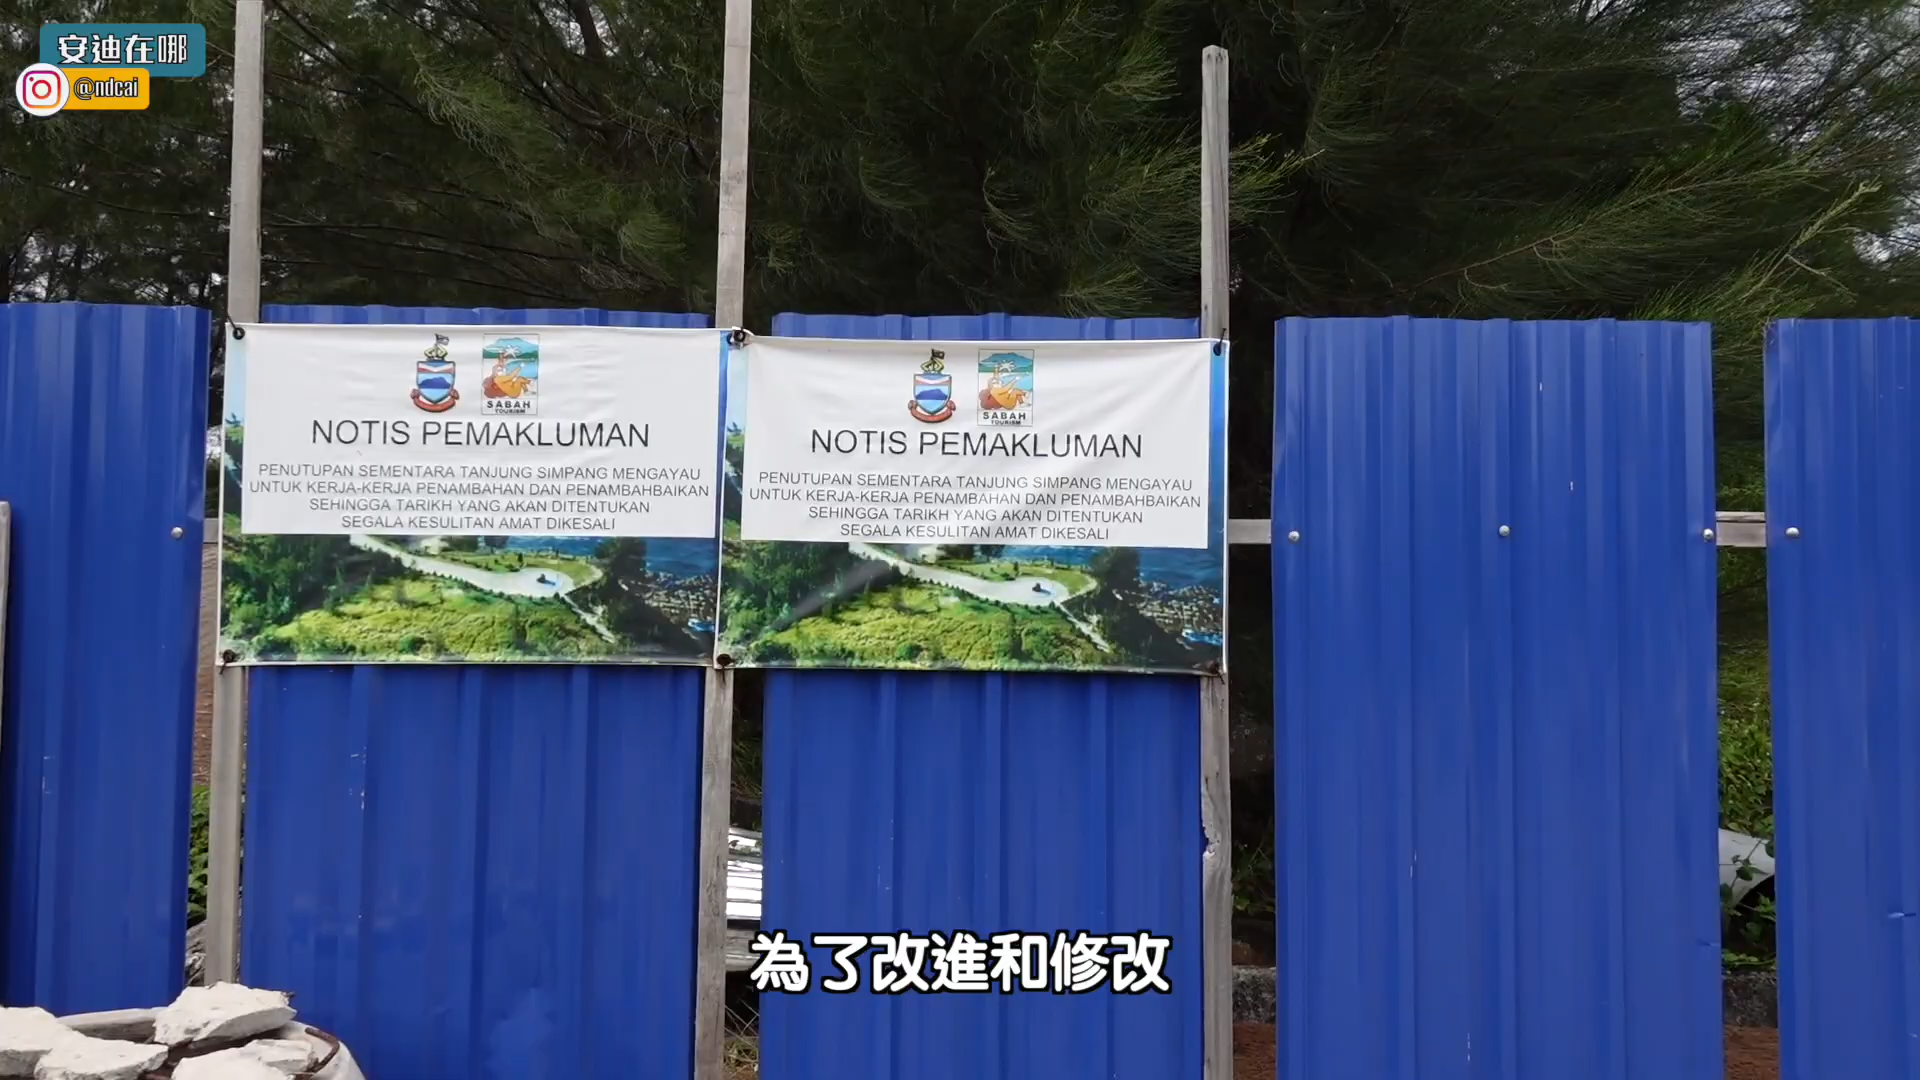 安迪在哪
@ndcai
SABAH
TOURISM
NOTIS PEMAKLUMAN
PENUTUPAN SEMENTARA TANJUNG SIMPANG MENGAYAU
UNTUK KERJA-KERJA PENAMBAHAN DAN PENAMBAHBAIKAN
SEHINGGA TARIKH YANG AKAN DITENTUKAN
SEGALA KESULITAN AMAT DIKESALI
SABAH
TOURISM
NOTIS PEMAKLUMAN
PENUTUPAN SEMENTARA TANJUNG SIMPANG MENGAYAU
UNTUK KERJA-KERJA PENAMBAHAN DAN PENAMBAHBAIKAN
SEHINGGA TARIKH YANG AKAN DITENTUKAN
SEGALA KESULITAN AMAT DIKESALI
為了改進和修改